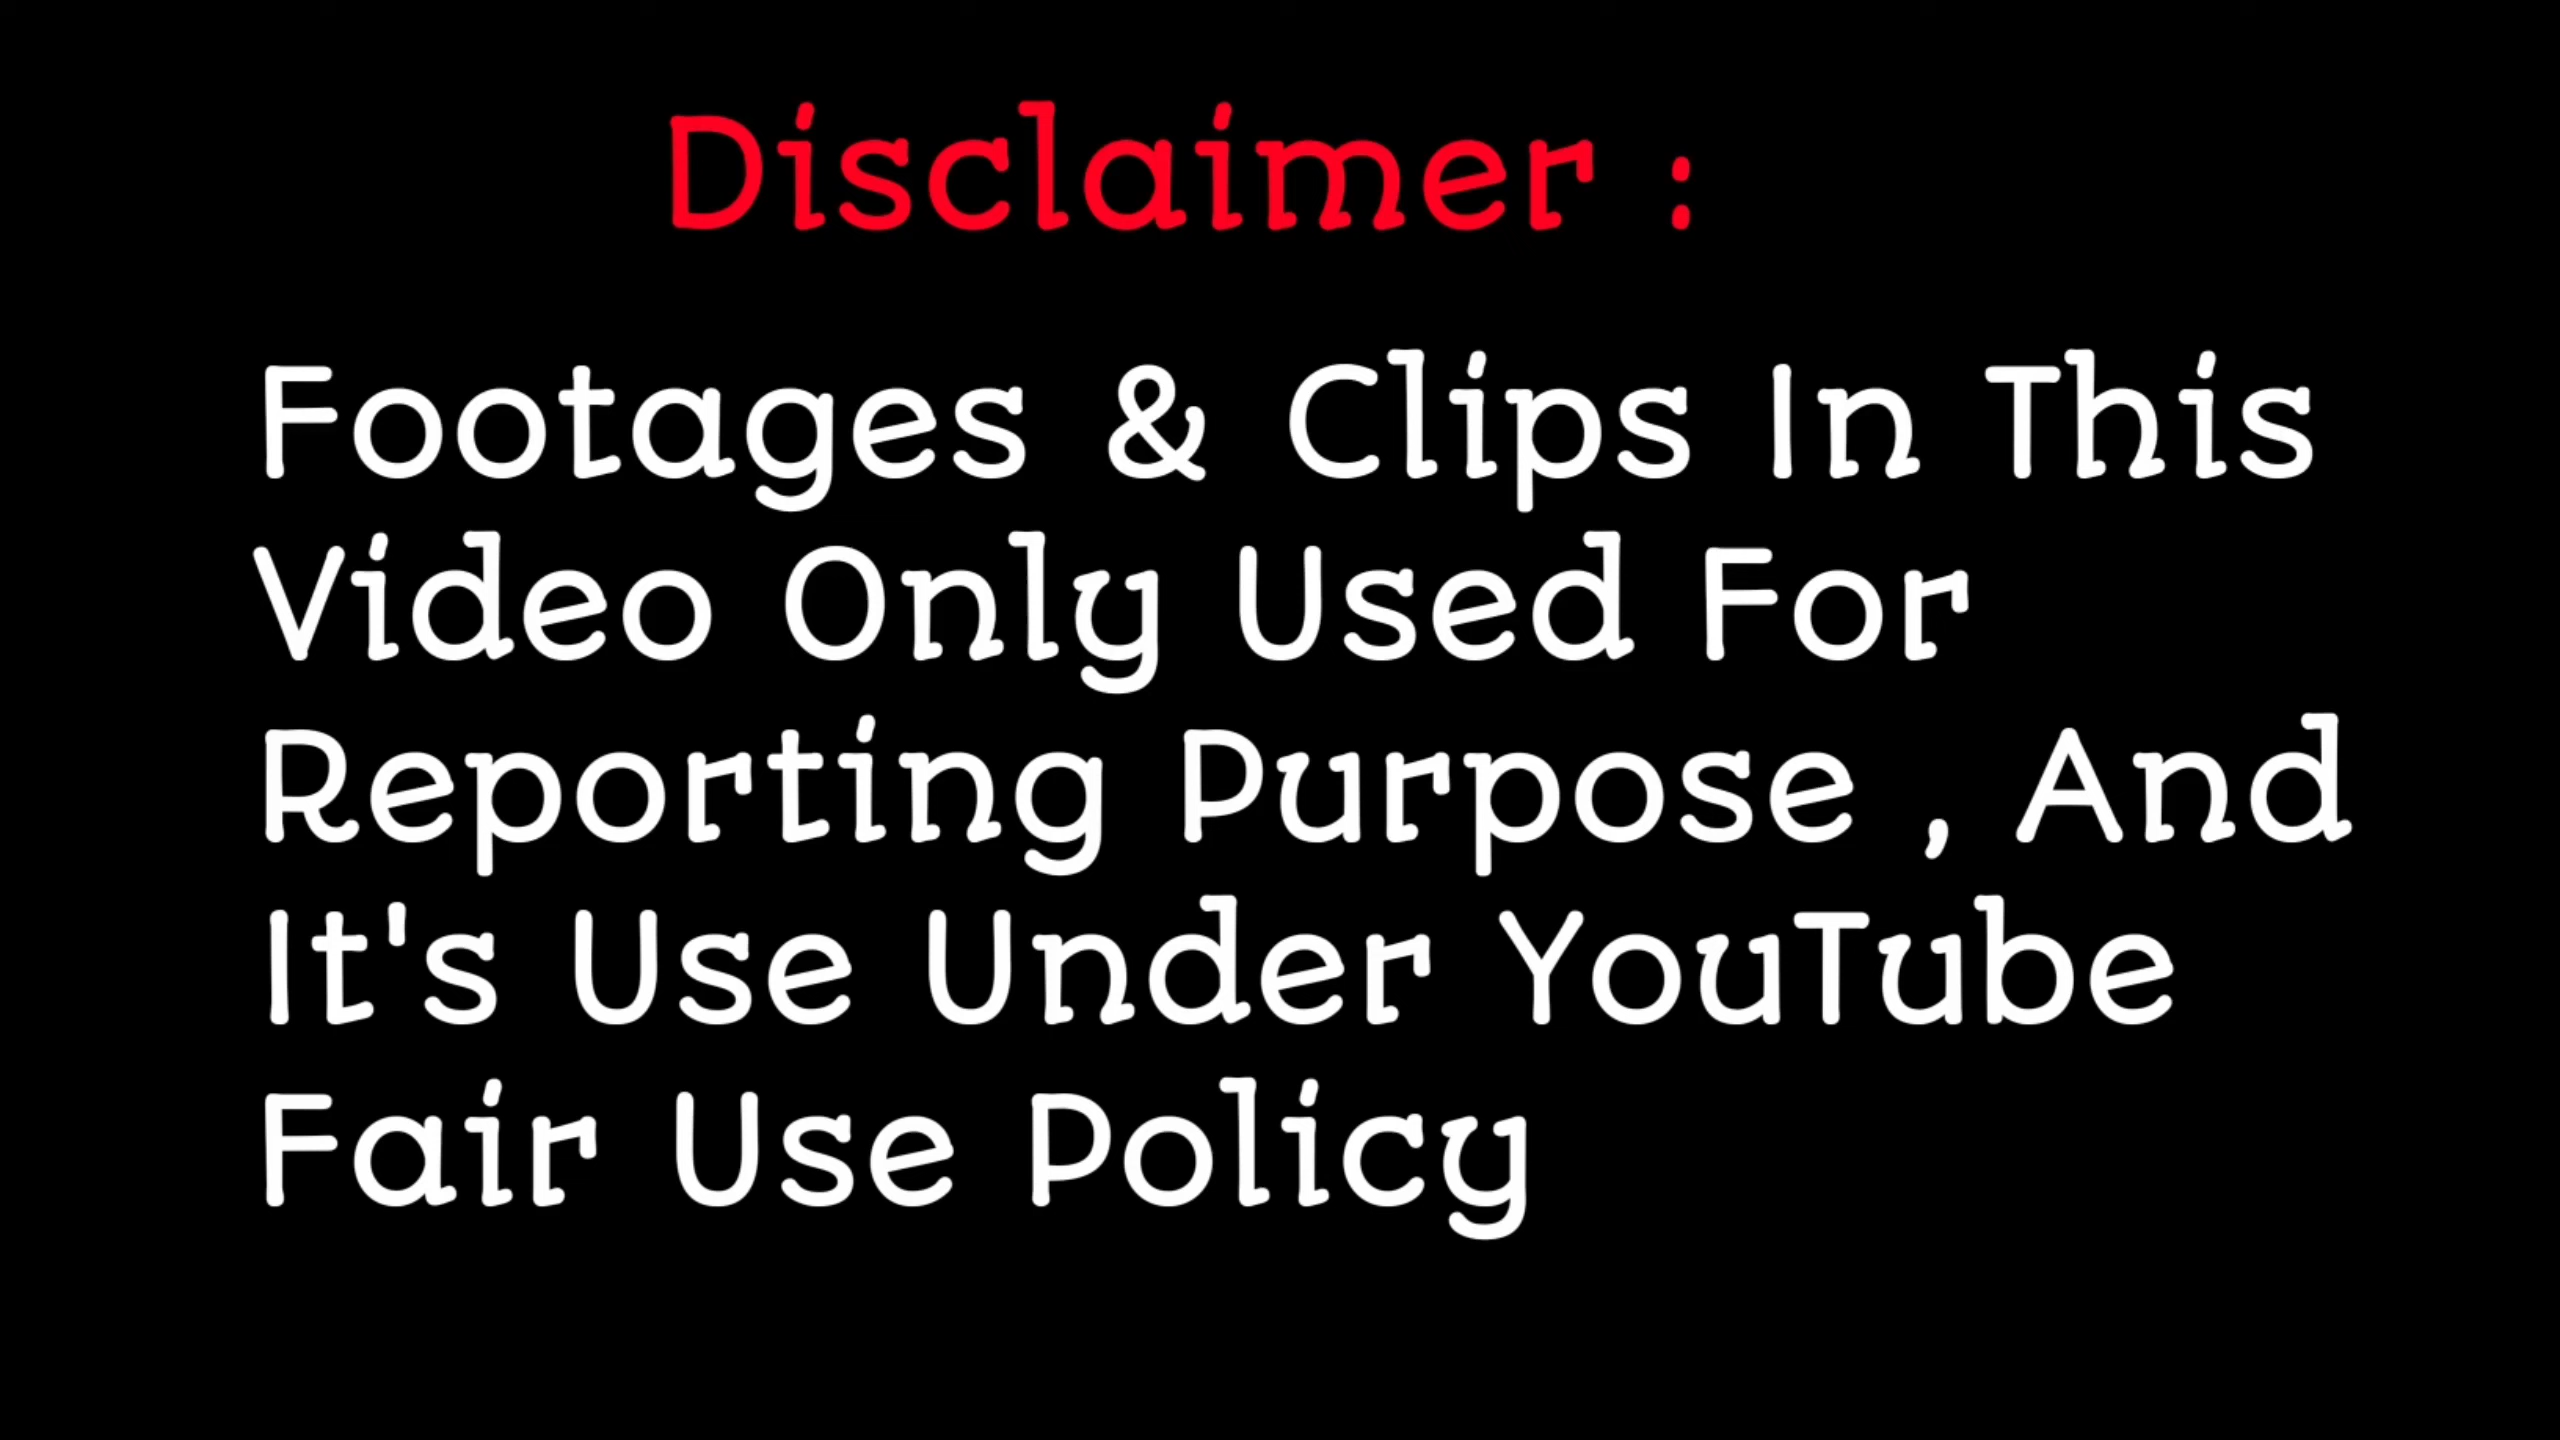 Disclaimer :
Footages & Clips In This
Video Only Used For
Reporting Purpose , And
It's Use Under YouTube
Fair Use Policy